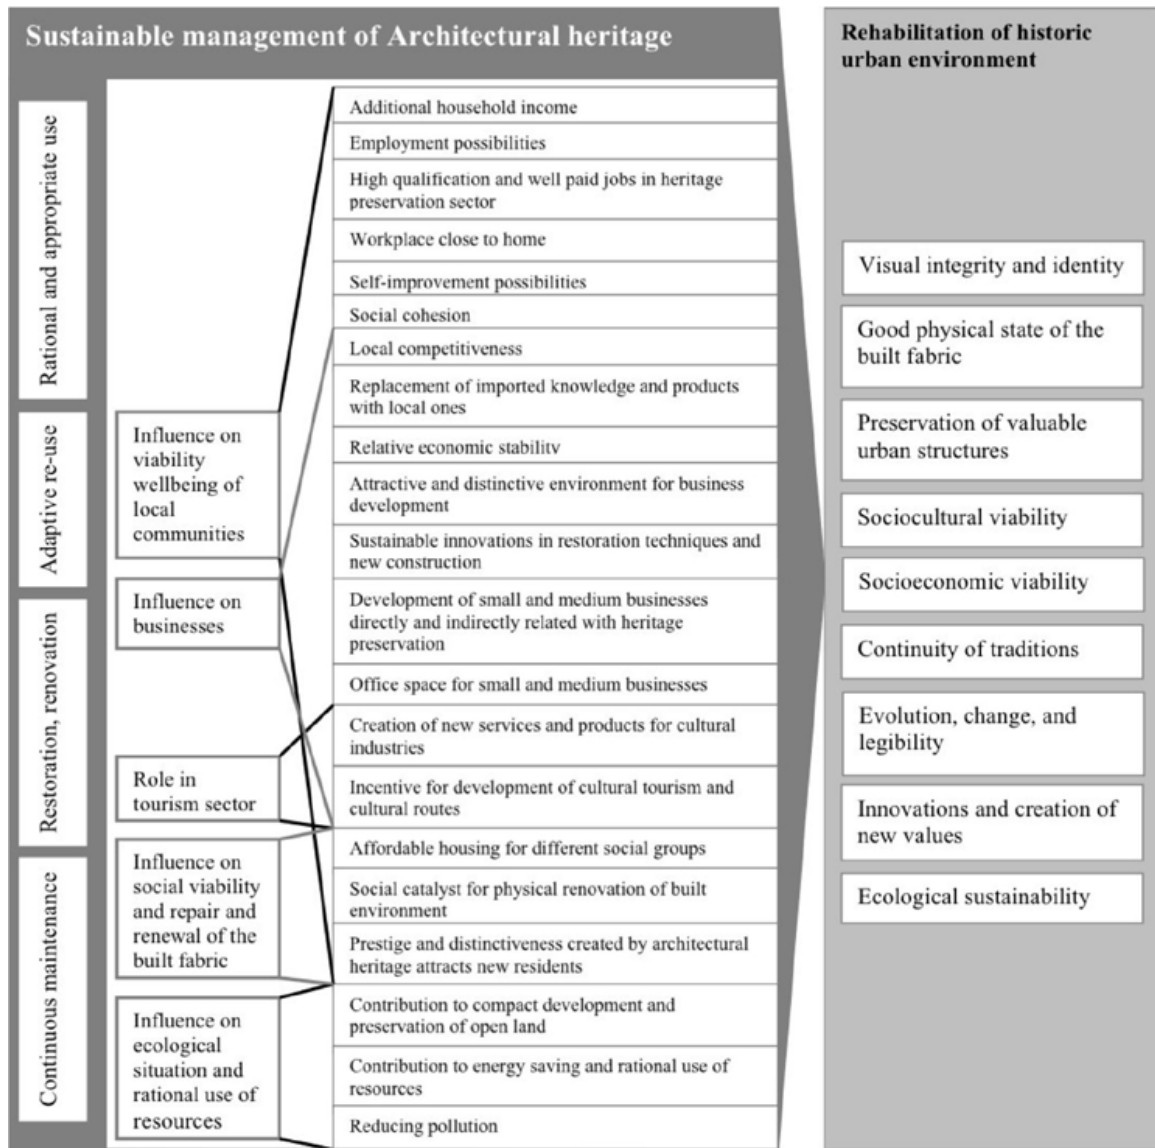 Sustainable management of Architectural heritage
Rational and appropriate use
Adaptive re-use
Restoration, renovation
Continuous maintenance
Influence on
viability
wellbeing of
local
communities
Influence on
businesses
Role in
tourism sector
Influence on
social viability
and repair and
renewal of the
built fabric
Influence on
ecological
situation and
rational use of
resources
Additional household income
Employment possibilities
High qualification and well paid jobs in heritage
preservation sector
Workplace close to home
Self-improvement possibilities
Social cohesion
Local competitiveness
Replacement of imported knowledge and products
with local ones
Relative economic stability
Attractive and distinctive environment for business
development
Sustainable innovations in restoration techniques and
new construction
Development of small and medium businesses
directly and indirectly related with heritage
preservation
Office space for small and medium businesses
Creation of new services and products for cultural
industries
Incentive for development of cultural tourism and
cultural routes
Affordable housing for different social groups
Social catalyst for physical renovation of built
environment
Prestige and distinctiveness created by architectural
heritage attracts new residents
Contribution to compact development and
preservation of open land
Contribution to energy saving and rational use of
resources
Reducing pollution
Rehabilitation of historic
urban environment
Visual integrity and identity
Good physical state of the
built fabric
Preservation of valuable
urban structures
Sociocultural viability
Socioeconomic viability
Continuity of traditions
Evolution, change, and
legibility
Innovations and creation of
new values
Ecological sustainability